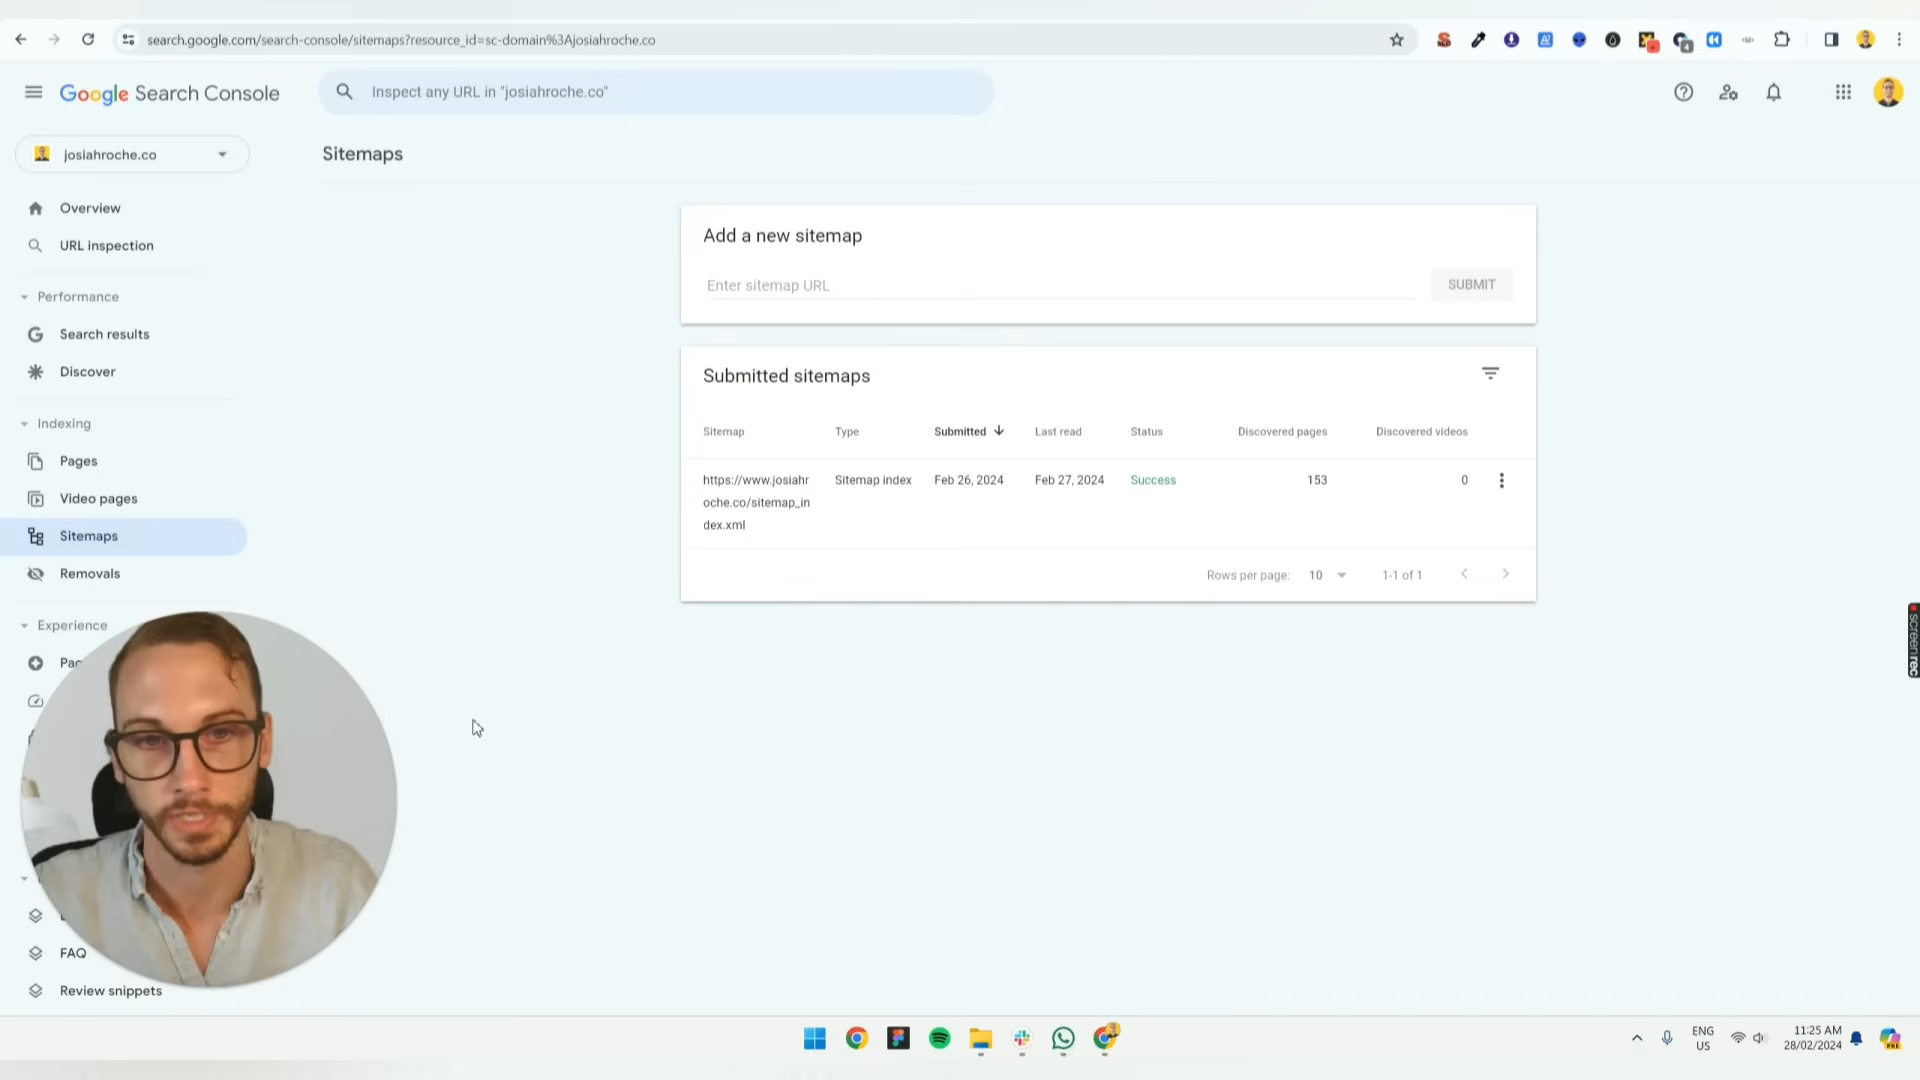 search.google.com/search-console/sitemaps?resource_id=sc-domain%3Ajosiahroche.co
Google Search Console
Inspect any URL in "josiahroche.co"
josiahroche.co
Sitemaps
Overview
URL inspection
Performance
Search results
Discover
Indexing
Pages
Video pages
Sitemaps
Removals
Experience
FAQ
Review snippets
Add a new sitemap
Enter sitemap URL
SUBMIT
Submitted sitemaps
Sitemap Type Submitted Last read Status Discovered pages Discovered videos
https://www.josiahr Sitemap index Feb 26, 2024 Feb 27, 2024 Success 153 0
oche.co/sitemap_in
dex.xml
Rows per page: 10 1-1 of 1
screenrec
ENG
US
11:25 AM
28/02/2024